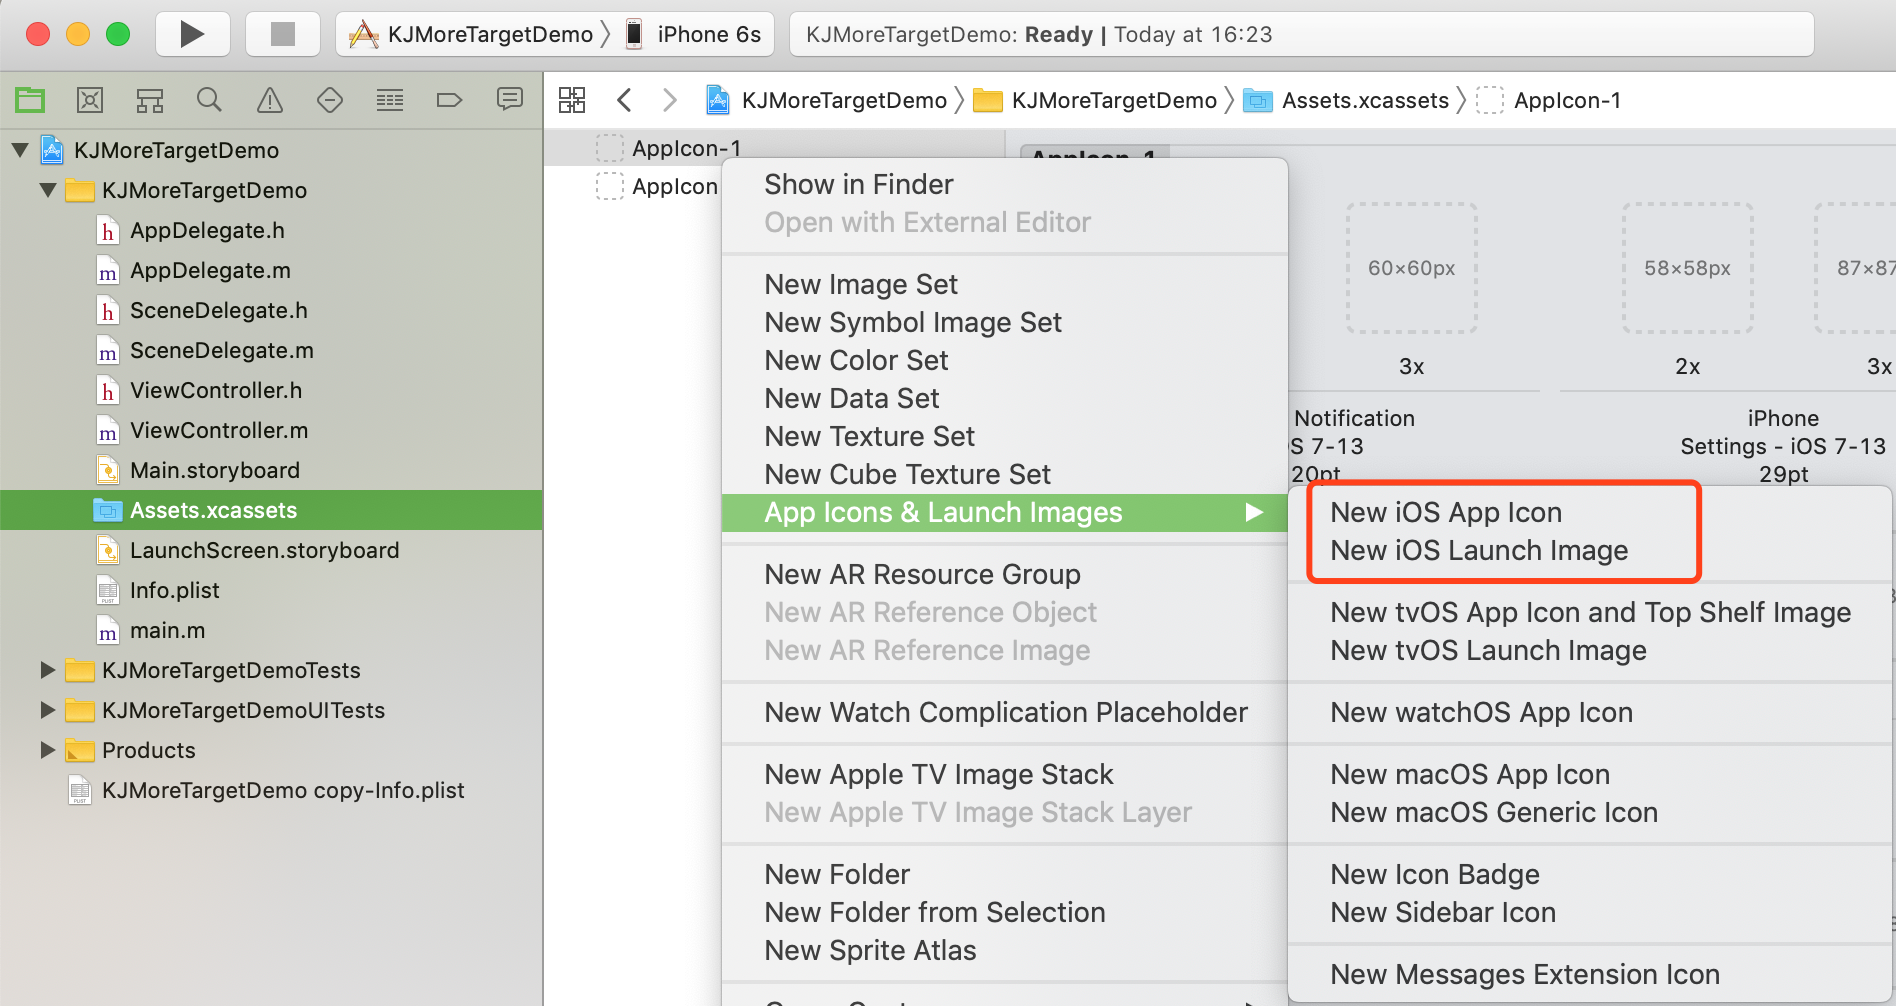 KJMoreTargetDemo
iPhone 6s
KJMoreTargetDemo: Ready | Today at 16:23
KJMoreTargetDemo
KJMoreTargetDemo
Assets.xcassets
AppIcon-1
KJMoreTargetDemo
KJMoreTargetDemo
h AppDelegate.h
m AppDelegate.m
h SceneDelegate.h
m SceneDelegate.m
h ViewController.h
m ViewController.m
Main.storyboard
Assets.xcassets
LaunchScreen.storyboard
PLIST Info.plist
m main.m
KJMoreTargetDemoTests
KJMoreTargetDemoUITests
Products
PLIST KJMoreTargetDemo copy-Info.plist
AppIcon-1
AppIcon
AppIcon-1
60×60px
58×58px
87×87
3x
2x
3x
Notification
S 7-13
20pt
iPhone
Settings - iOS 7-13
29pt
Show in Finder
Open with External Editor
New Image Set
New Symbol Image Set
New Color Set
New Data Set
New Texture Set
New Cube Texture Set
App Icons & Launch Images
New AR Resource Group
New AR Reference Object
New AR Reference Image
New Watch Complication Placeholder
New Apple TV Image Stack
New Apple TV Image Stack Layer
New Folder
New Folder from Selection
New Sprite Atlas
New iOS App Icon
New iOS Launch Image
New tvOS App Icon and Top Shelf Image
New tvOS Launch Image
New watchOS App Icon
New macOS App Icon
New macOS Generic Icon
New Icon Badge
New Sidebar Icon
New Messages Extension Icon